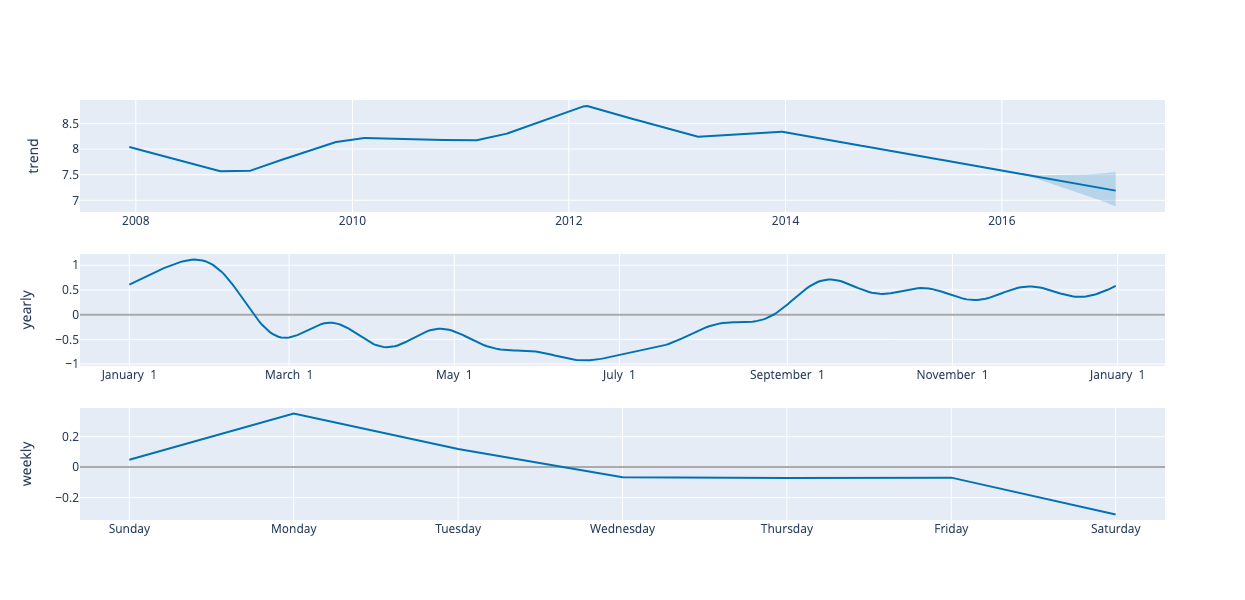 trend
8.5
8
7.5
7
2008 2010 2012 2014 2016
yearly
1
0.5
0
−0.5
−1
January 1 March 1 May 1 July 1 September 1 November 1 January 1
weekly
0.2
0
−0.2
Sunday Monday Tuesday Wednesday Thursday Friday Saturday